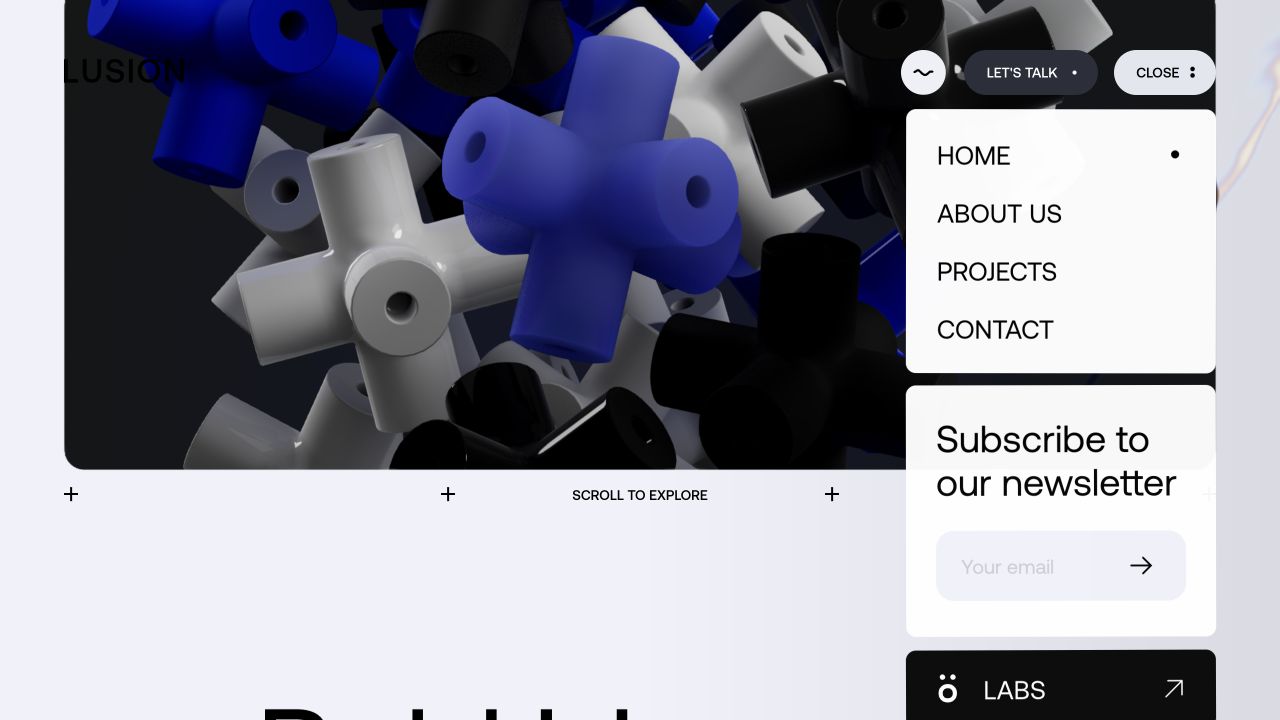 LUSION
LET'S TALK
CLOSE
HOME
ABOUT US
PROJECTS
CONTACT
Subscribe to
our newsletter
SCROLL TO EXPLORE
Your email
LABS